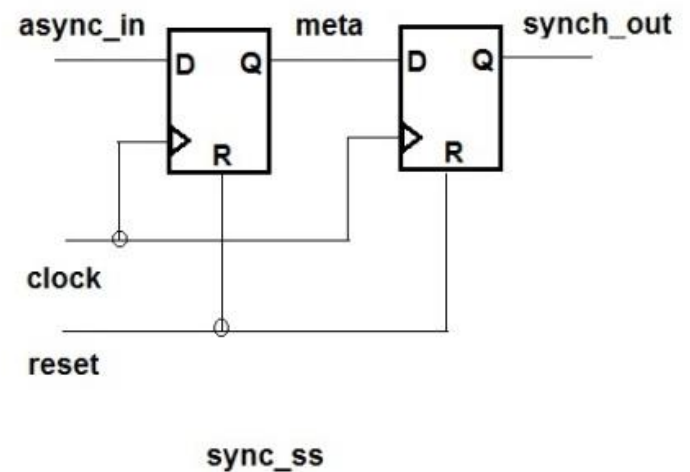 async_in meta synch_out
D Q D Q
R R
clock
reset
sync_ss